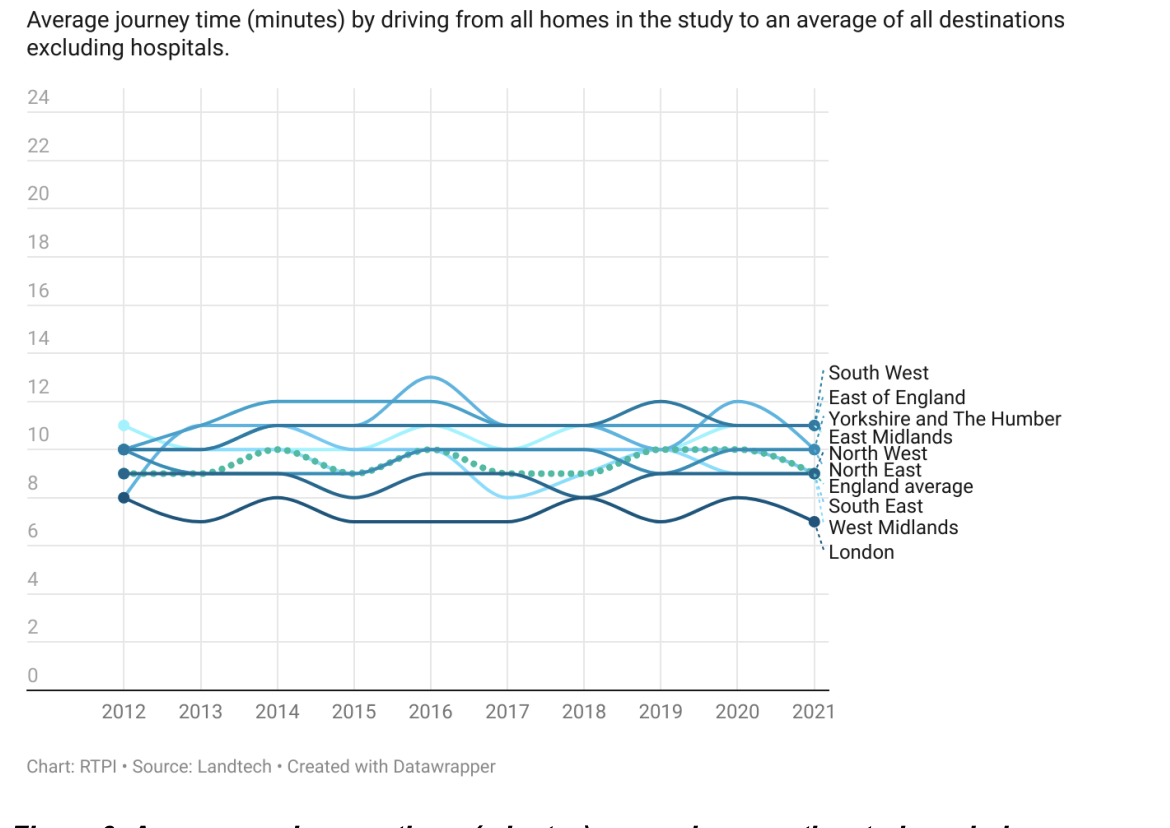 Average journey time (minutes) by driving from all homes in the study to an average of all destinations
excluding hospitals.
24
22
20
18
16
14
12
10
8
6
4
2
0
South West
East of England
Yorkshire and The Humber
East Midlands
North West
North East
England average
South East
West Midlands
London
2012 2013 2014 2015 2016 2017 2018 2019 2020 2021
Chart: RTPI • Source: Landtech • Created with Datawrapper